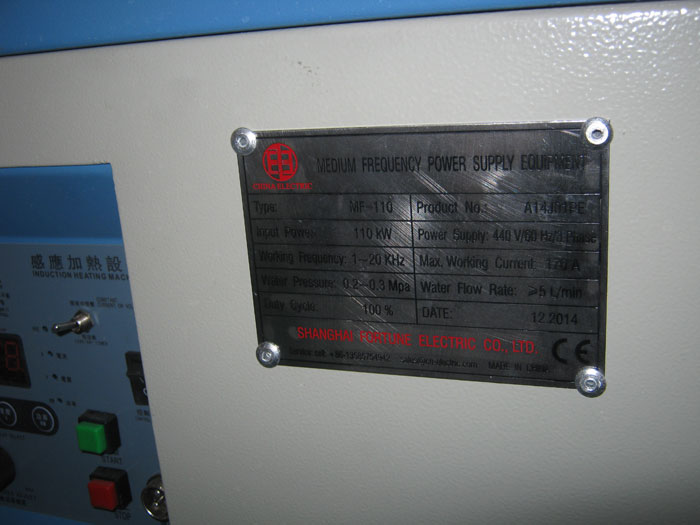 MEDIUM FREQUENCY POWER SUPPLY EQUIPMENT
CHINA ELECTRIC
Type: MF-110 Product No.:
Input Power: 110 kW Power Supply: 440 V/60 Hz/3 Phase
Working Frequency: 1~20 KHz Max. Working Current: 170 A
Water Pressure: 0.2~0.3 Mpa Water Flow Rate: ≥5 L/min
Duty Cycle: 100 % DATE: 12.2014
SHANGHAI FORTUNE ELECTRIC CO., LTD.
CE
MADE IN CHINA
感應加熱設
INDUCTION HEATING MAC
START
STOP